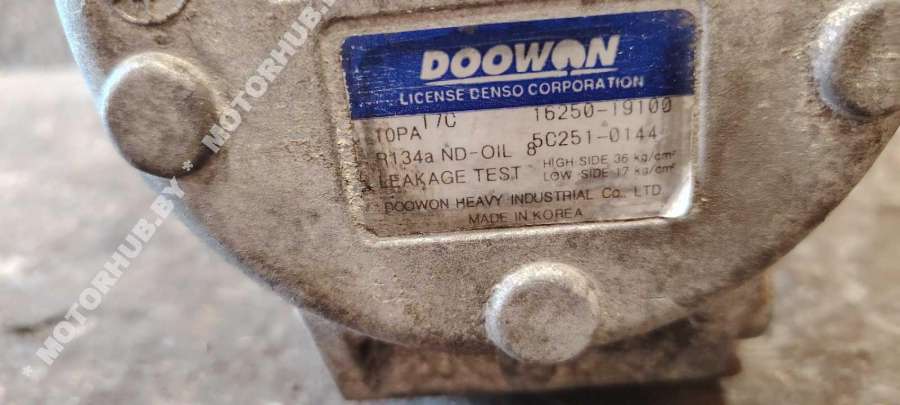 DOOWON
LICENSE DENSO CORPORATION
10PA17C 16250-19100
5C251-0144
R134a ND-OIL 8
LEAKAGE TEST HIGH SIDE 36 kg/cm²
LOW SIDE 17 kg/cm²
DOOWON HEAVY INDUSTRIAL Co. LTD
MADE IN KOREA
* MOTORHUB.BY * MOTORHUB.BY